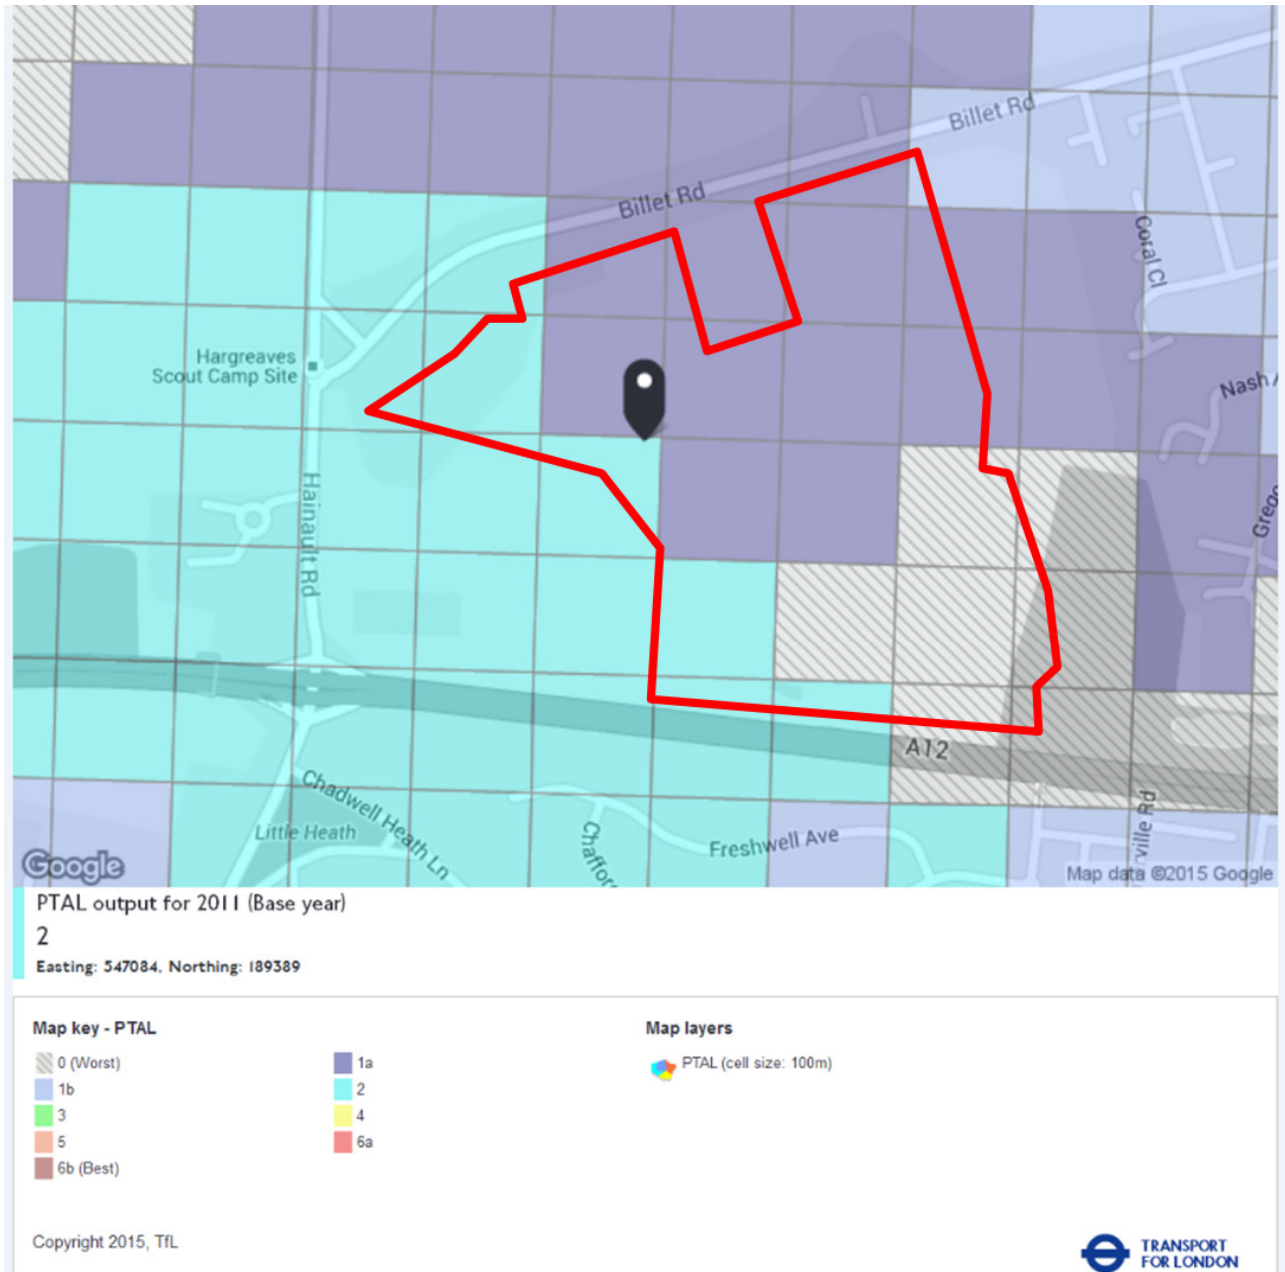 Billet Rd
Billet Rd
Coral Cl
Hargreaves
Scout Camp Site
Nash
Hainault Rd
A12
Chadwell Heath Ln
Little Heath
Freshwell Ave
Google
Map data ©2015 Google
PTAL output for 2011 (Base year)
2
Easting: 547084, Northing: 189389
Map key - PTAL
Map layers
0 (Worst)
1a
PTAL (cell size: 100m)
1b
2
3
4
5
6a
6b (Best)
Copyright 2015, TfL
TRANSPORT
FOR LONDON